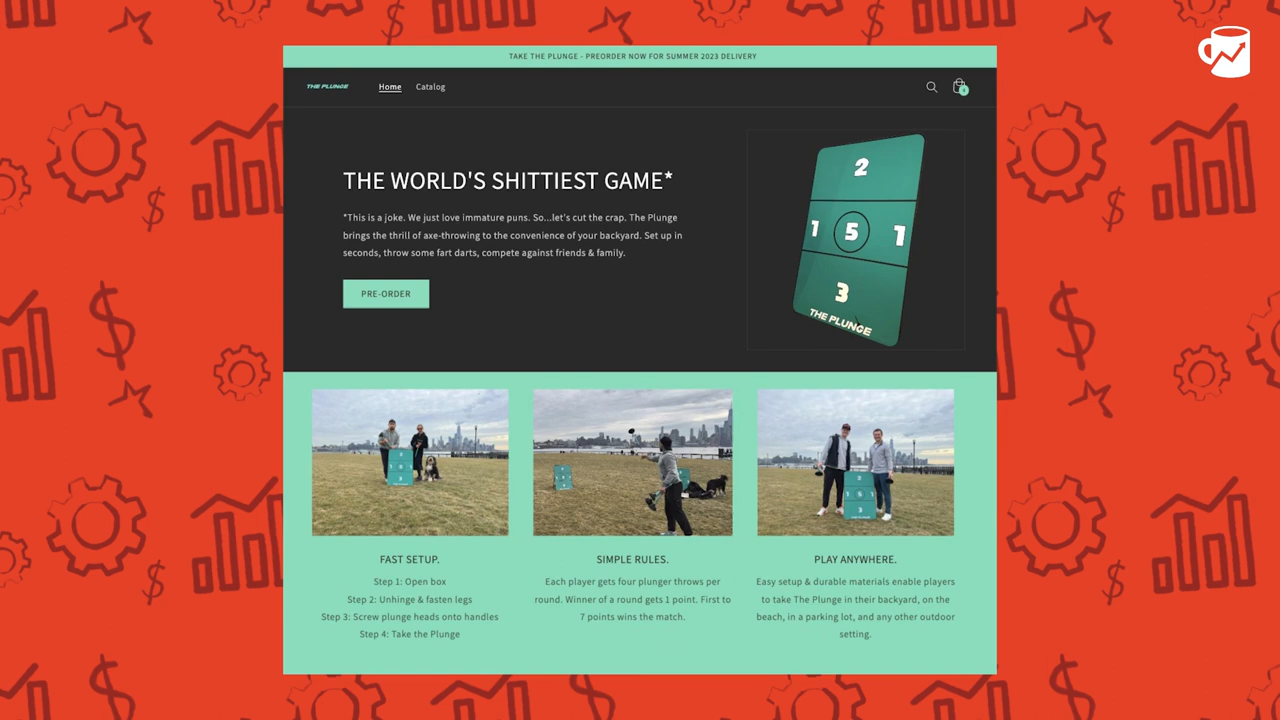 TAKE THE PLUNGE - PREORDER NOW FOR SUMMER 2023 DELIVERY
THE PLUNGE
Home
Catalog
THE WORLD'S SHITTIEST GAME*
*This is a joke. We just love immature puns. So...let's cut the crap. The Plunge
brings the thrill of axe-throwing to the convenience of your backyard. Set up in
seconds, throw some fart darts, compete against friends & family.
PRE-ORDER
2
1 5 1
3
THE PLUNGE
FAST SETUP.
Step 1: Open box
Step 2: Unhinge & fasten legs
Step 3: Screw plunge heads onto handles
Step 4: Take the Plunge
SIMPLE RULES.
Each player gets four plunger throws per
round. Winner of a round gets 1 point. First to
7 points wins the match.
PLAY ANYWHERE.
Easy setup & durable materials enable players
to take The Plunge in their backyard, on the
beach, in a parking lot, and any other outdoor
setting.